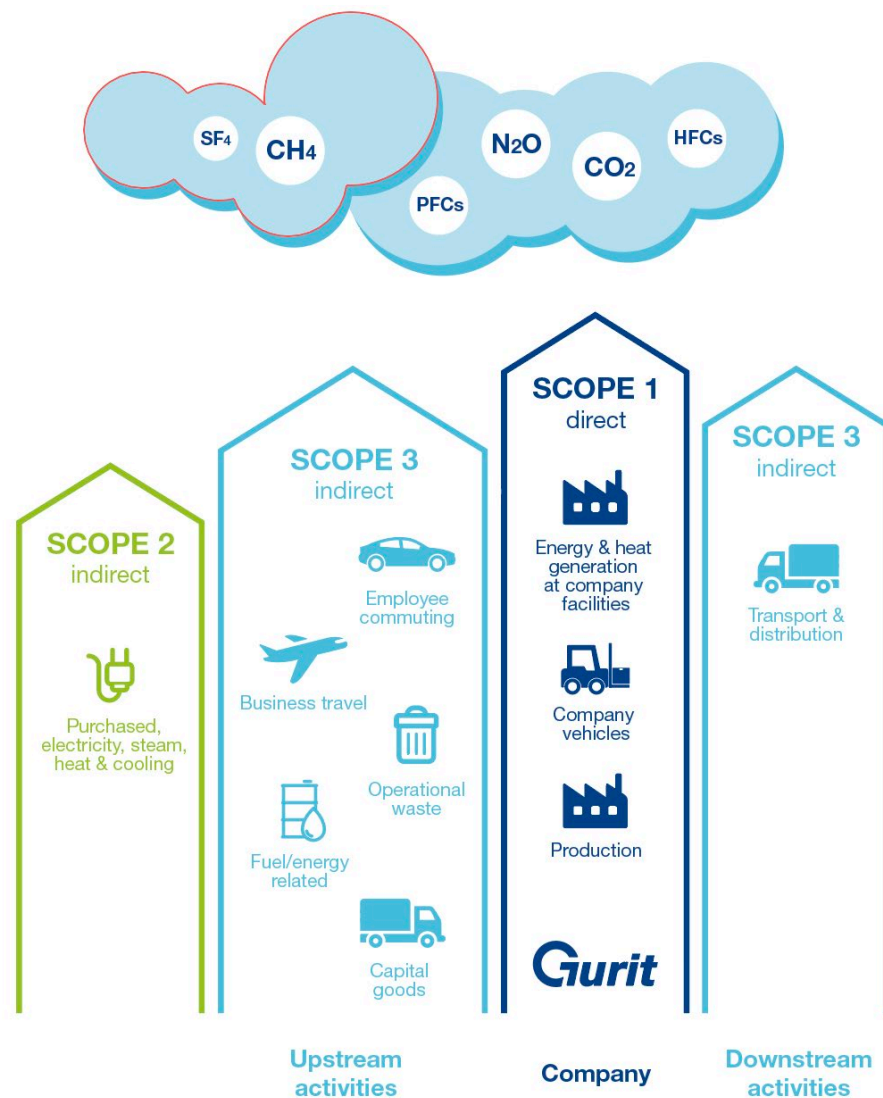 SF4
CH4
N2O
HFCs
CO2
PFCs
SCOPE 2
indirect
Purchased,
electricity, steam,
heat & cooling
SCOPE 3
indirect
Employee
commuting
Business travel
Operational
waste
Fuel/energy
related
Capital
goods
Upstream
activities
SCOPE 1
direct
Energy & heat
generation
at company
facilities
Company
vehicles
Production
Gurit
Company
SCOPE 3
indirect
Transport &
distribution
Downstream
activities